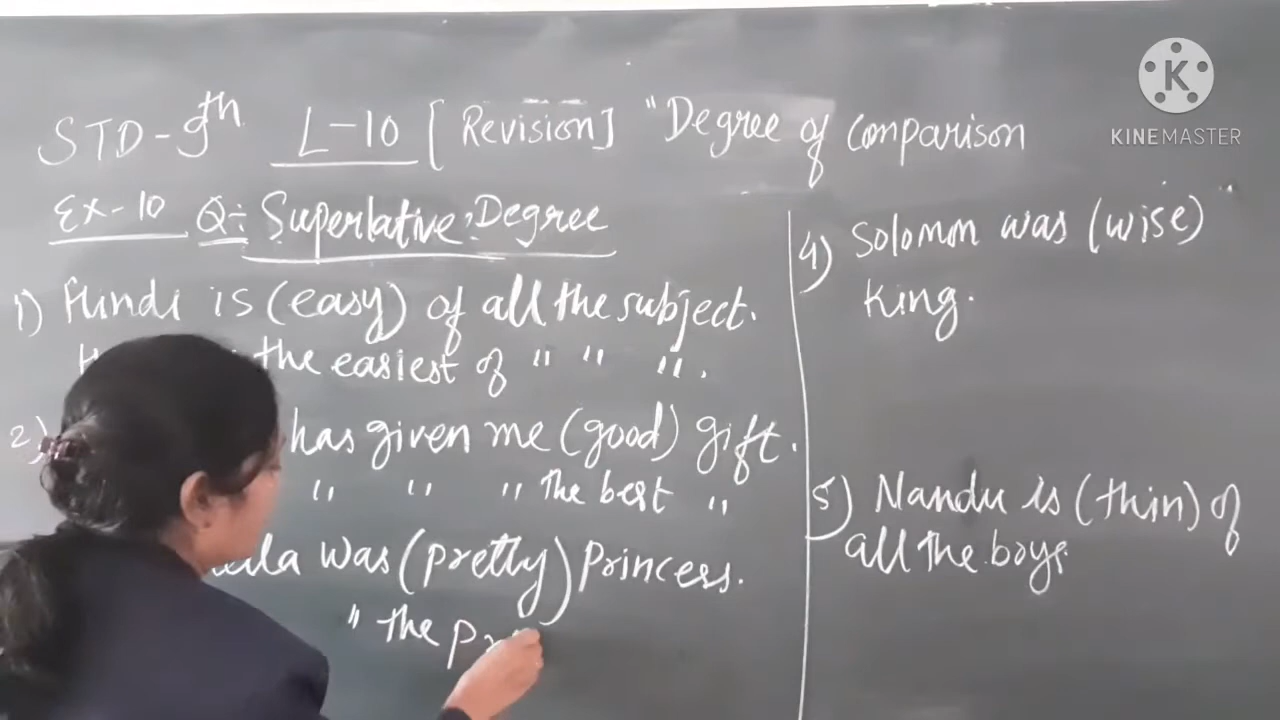 STD-9th L-10 [Revision] "Degree of comparison
Ex-10 Q÷ Superlative Degree
1) Hindi is (easy) of all the subject.
the easiest of " " ".
2) has given me (good) gift.
" " " the best "
was (pretty) Princess.
" the pr
4) Solomon was (wise)
King.
5) Nandu is (thin) of
all the boys.
K
KINEMASTER